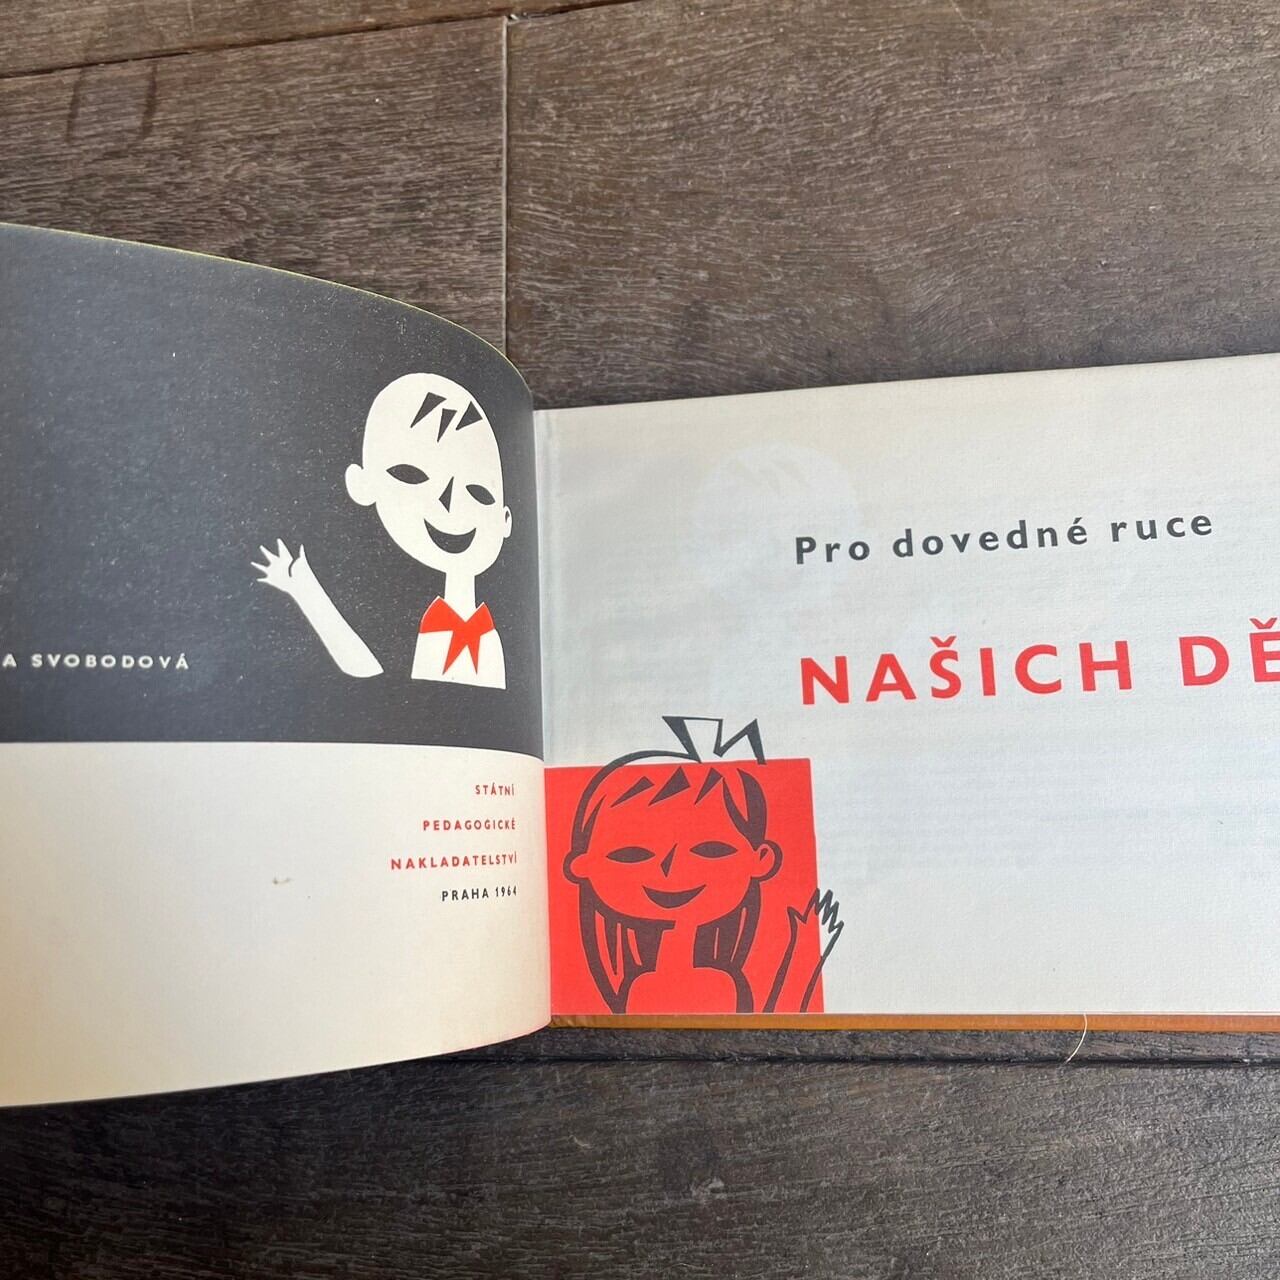 A SVOBODOVÁ
STÁTNÍ
PEDAGOGICKÉ
NAKLADATELSTVÍ
PRAHA 1964
Pro dovedné ruce
NAŠICH DĚ